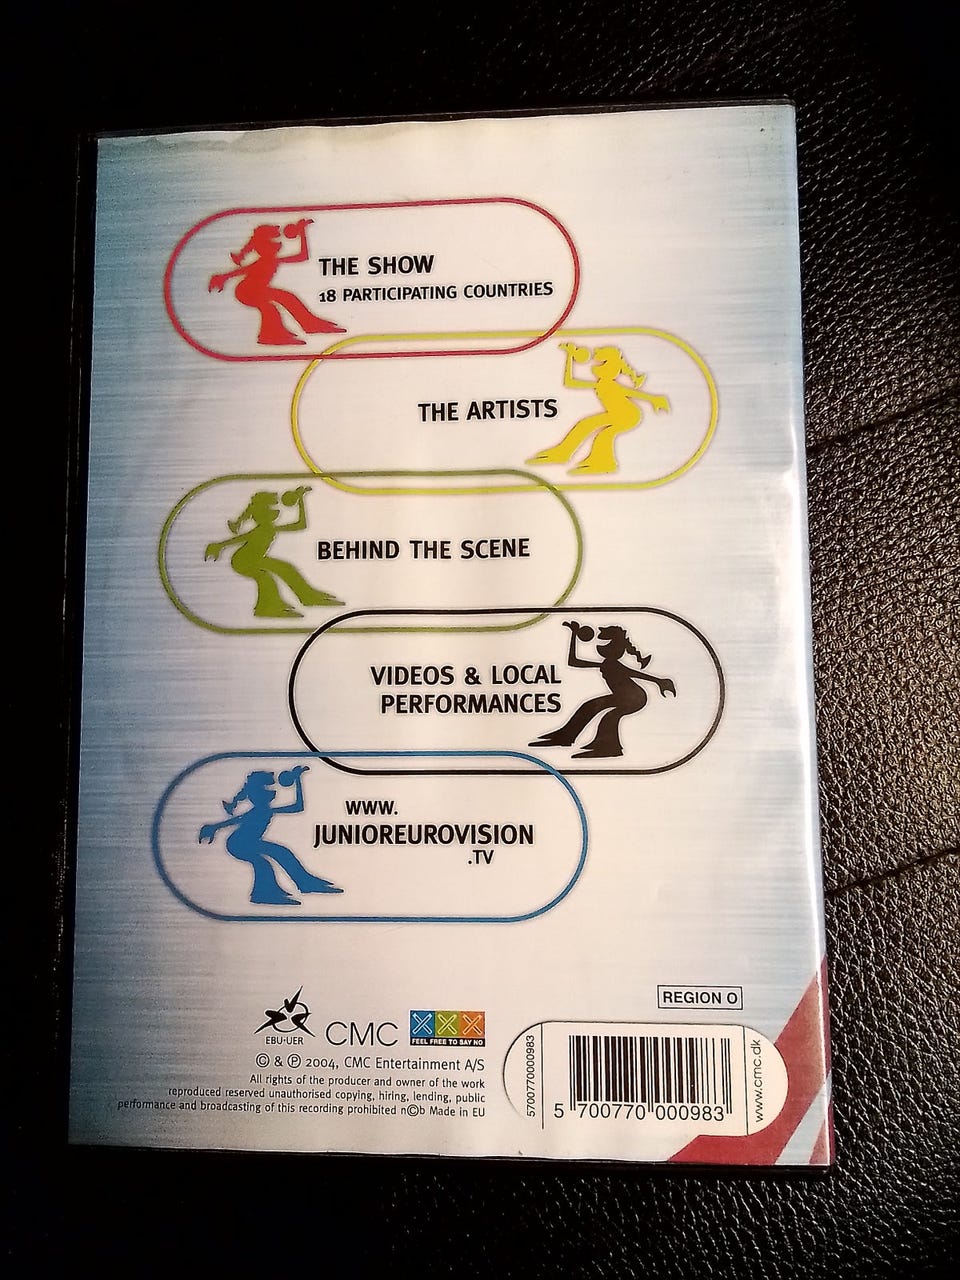 THE SHOW
18 PARTICIPATING COUNTRIES
THE ARTISTS
BEHIND THE SCENE
VIDEOS & LOCAL
PERFORMANCES
WWW.
JUNIOREUROVISION
.TV
REGION 0
EBU·UER
CMC
FEEL FREE TO SAY NO
© & ℗ 2004, CMC Entertainment A/S
All rights of the producer and owner of the work
reproduced reserved unauthorised copying, hiring, lending, public
performance and broadcasting of this recording prohibited n©b Made in EU
5700770000983
5 700770 000983
www.cmc.dk